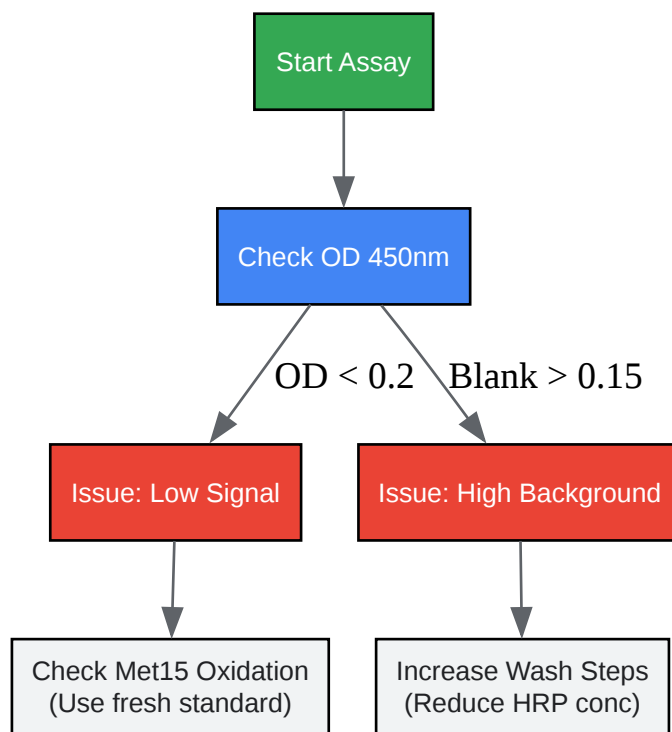 Start Assay
Check OD 450nm
OD < 0.2
Blank > 0.15
Issue: Low Signal
Issue: High Background
Check Met15 Oxidation
(Use fresh standard)
Increase Wash Steps
(Reduce HRP conc)